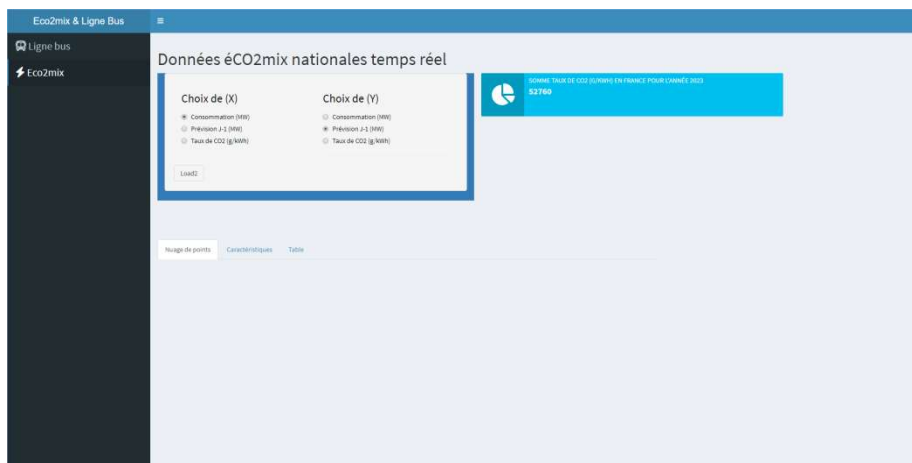 Eco2mix & Ligne Bus
Ligne bus
Eco2mix
Données éCO2mix nationales temps réel
Choix de (X)
Consommation (MW)
Prévision J-1 (MW)
Taux de CO2 (g/kWh)
Choix de (Y)
Consommation (MW)
Prévision J-1 (MW)
Taux de CO2 (g/kWh)
Load2
SOMME TAUX DE CO2 (G/KWH) EN FRANCE POUR L'ANNÉE 2023
52760
Nuage de points
Caractéristiques
Table